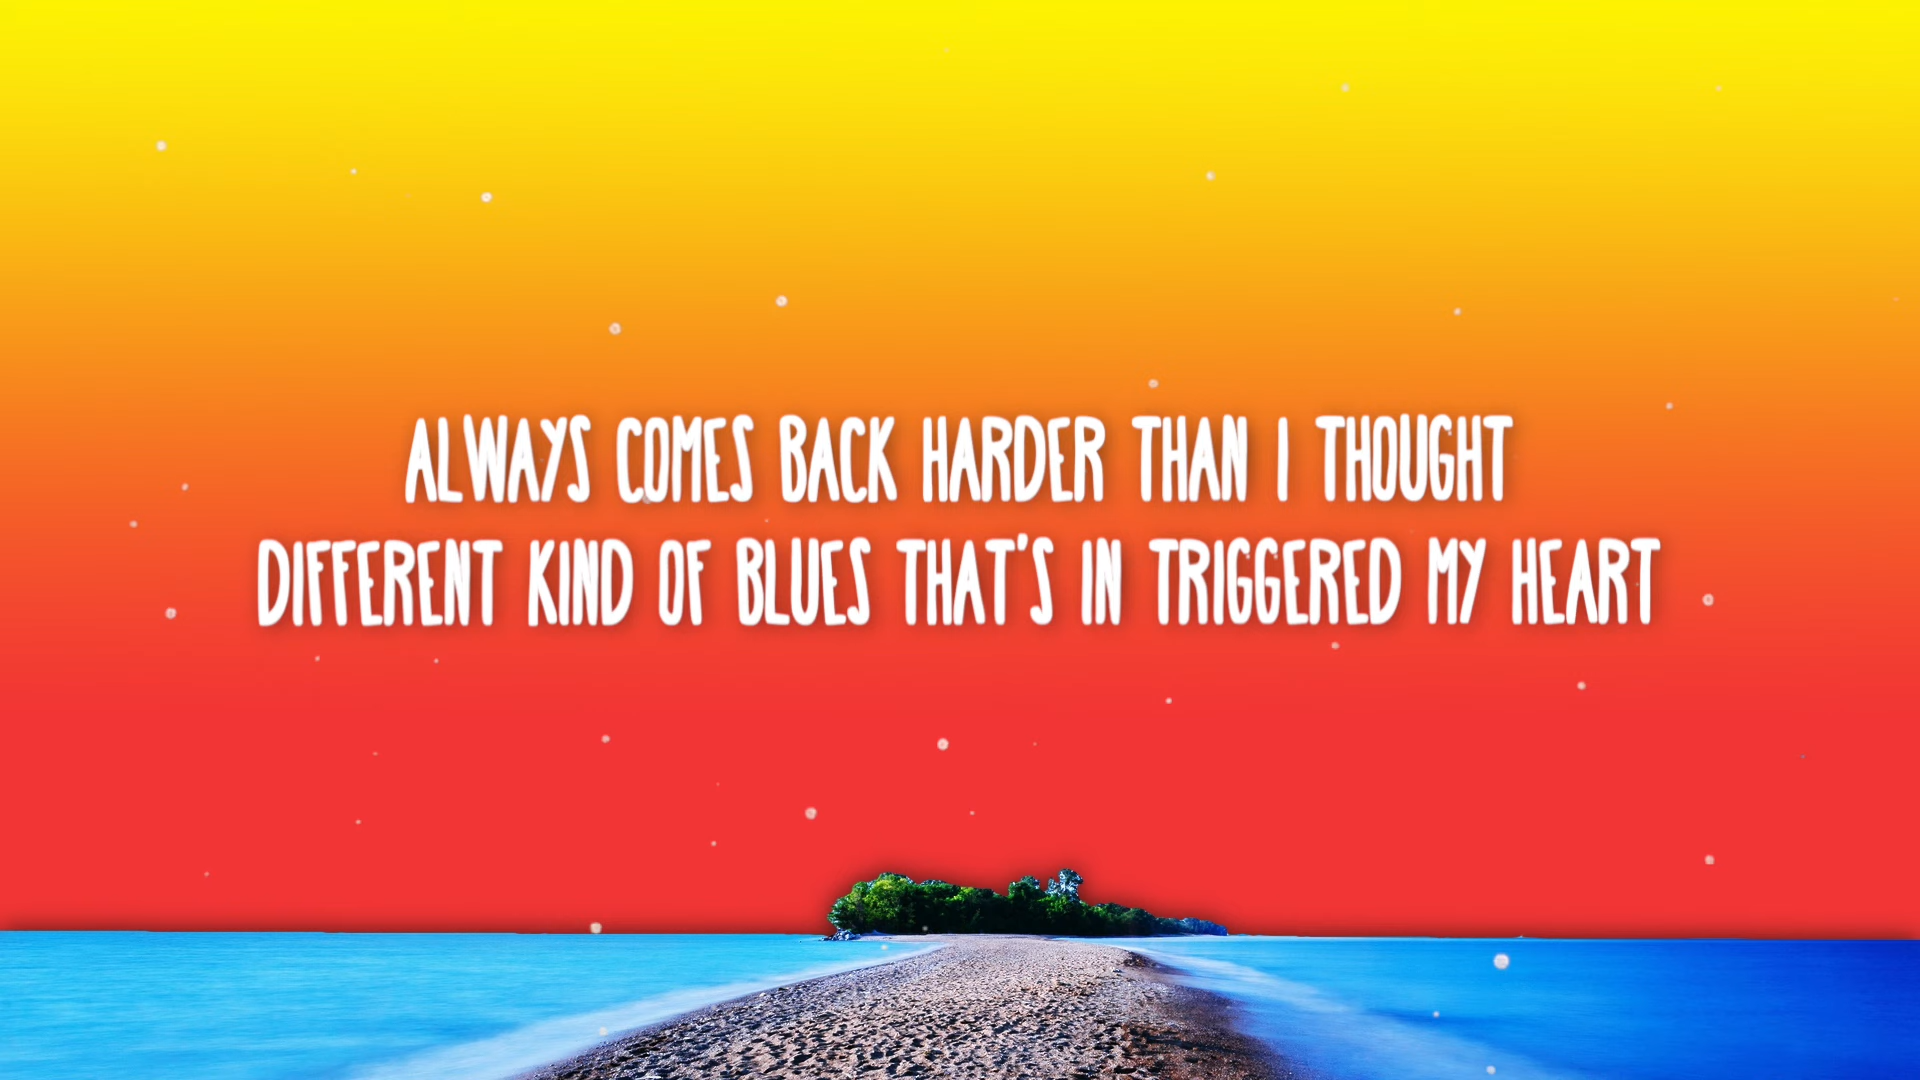 ALWAYS COMES BACK HARDER THAN I THOUGHT
DIFFERENT KIND OF BLUES THAT'S IN TRIGGERED MY HEART